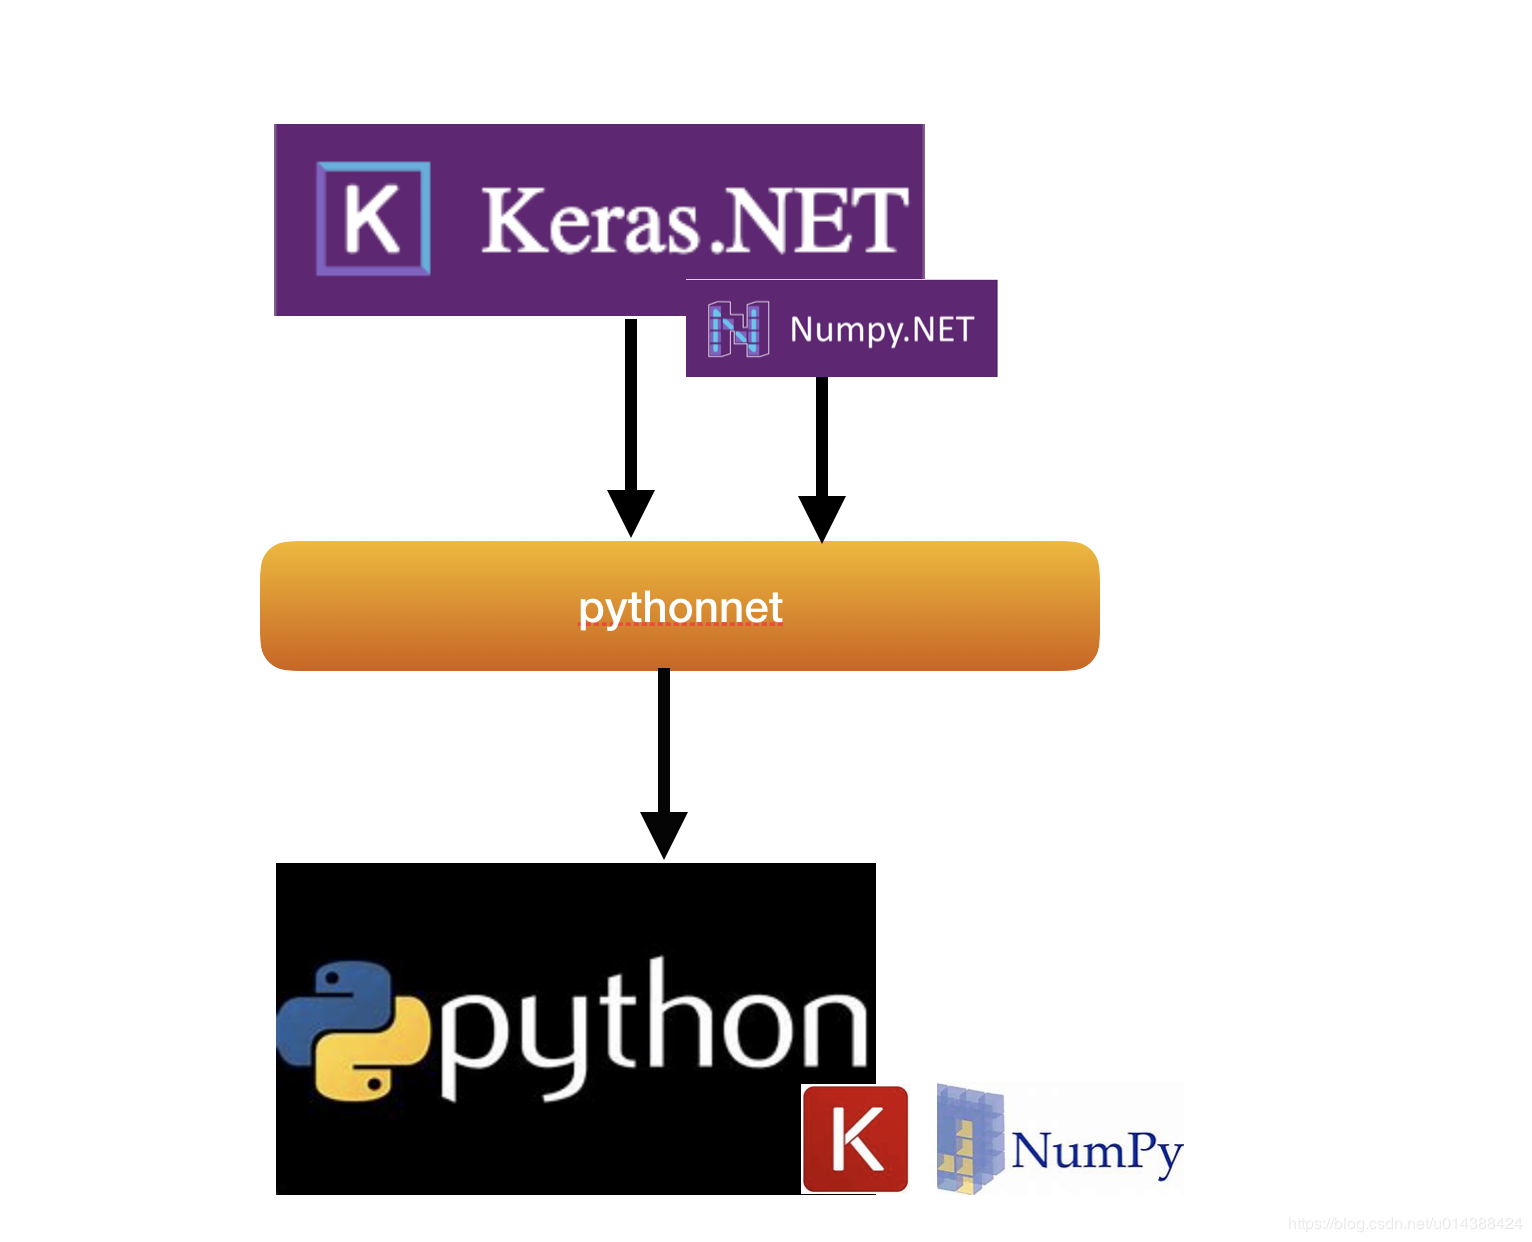 K Keras.NET
N Numpy.NET
pythonnet
python
K NumPy
https://blog.csdn.net/u014388424